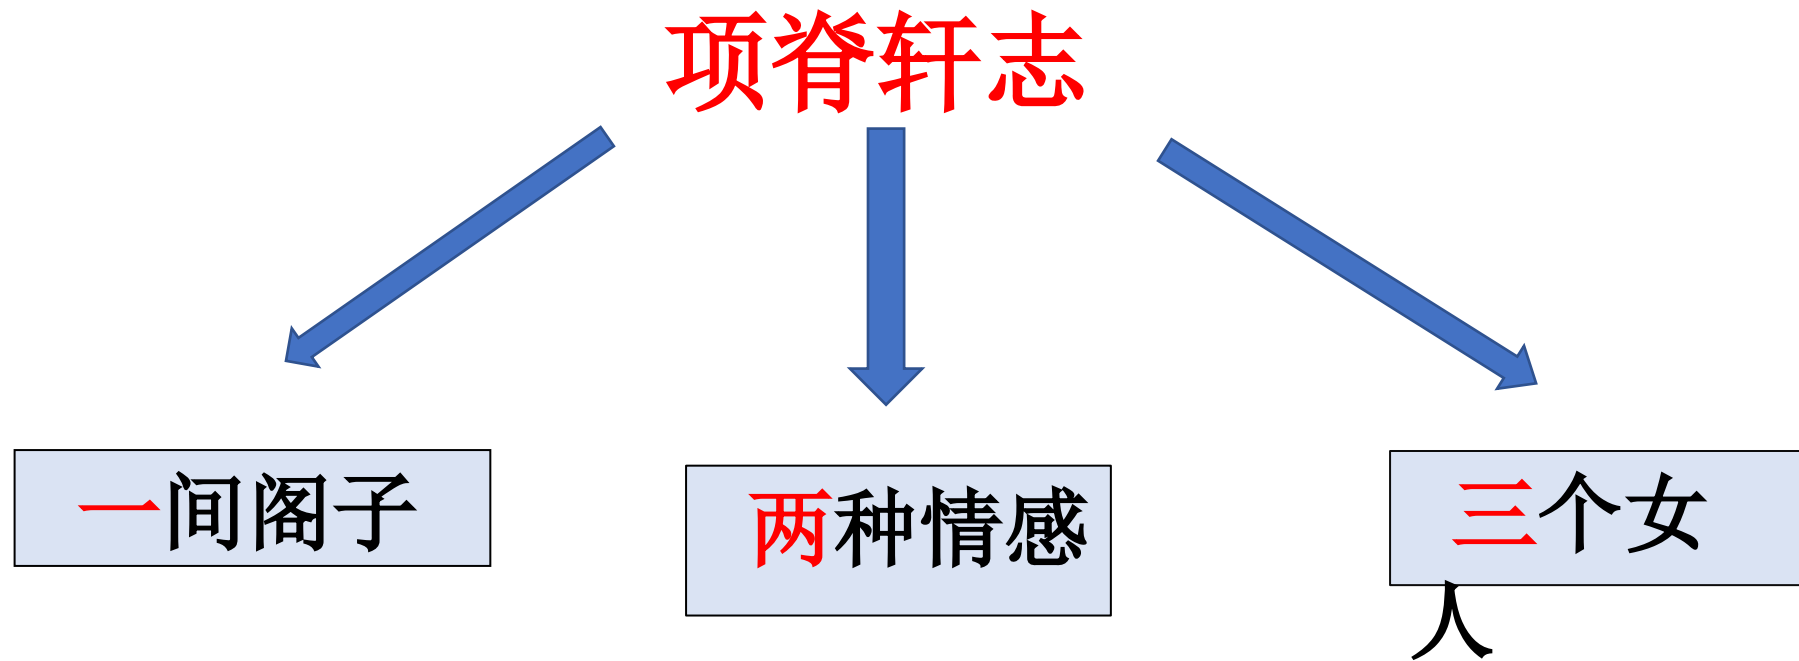 项脊轩志
一间阁子
两种情感
三个女
人